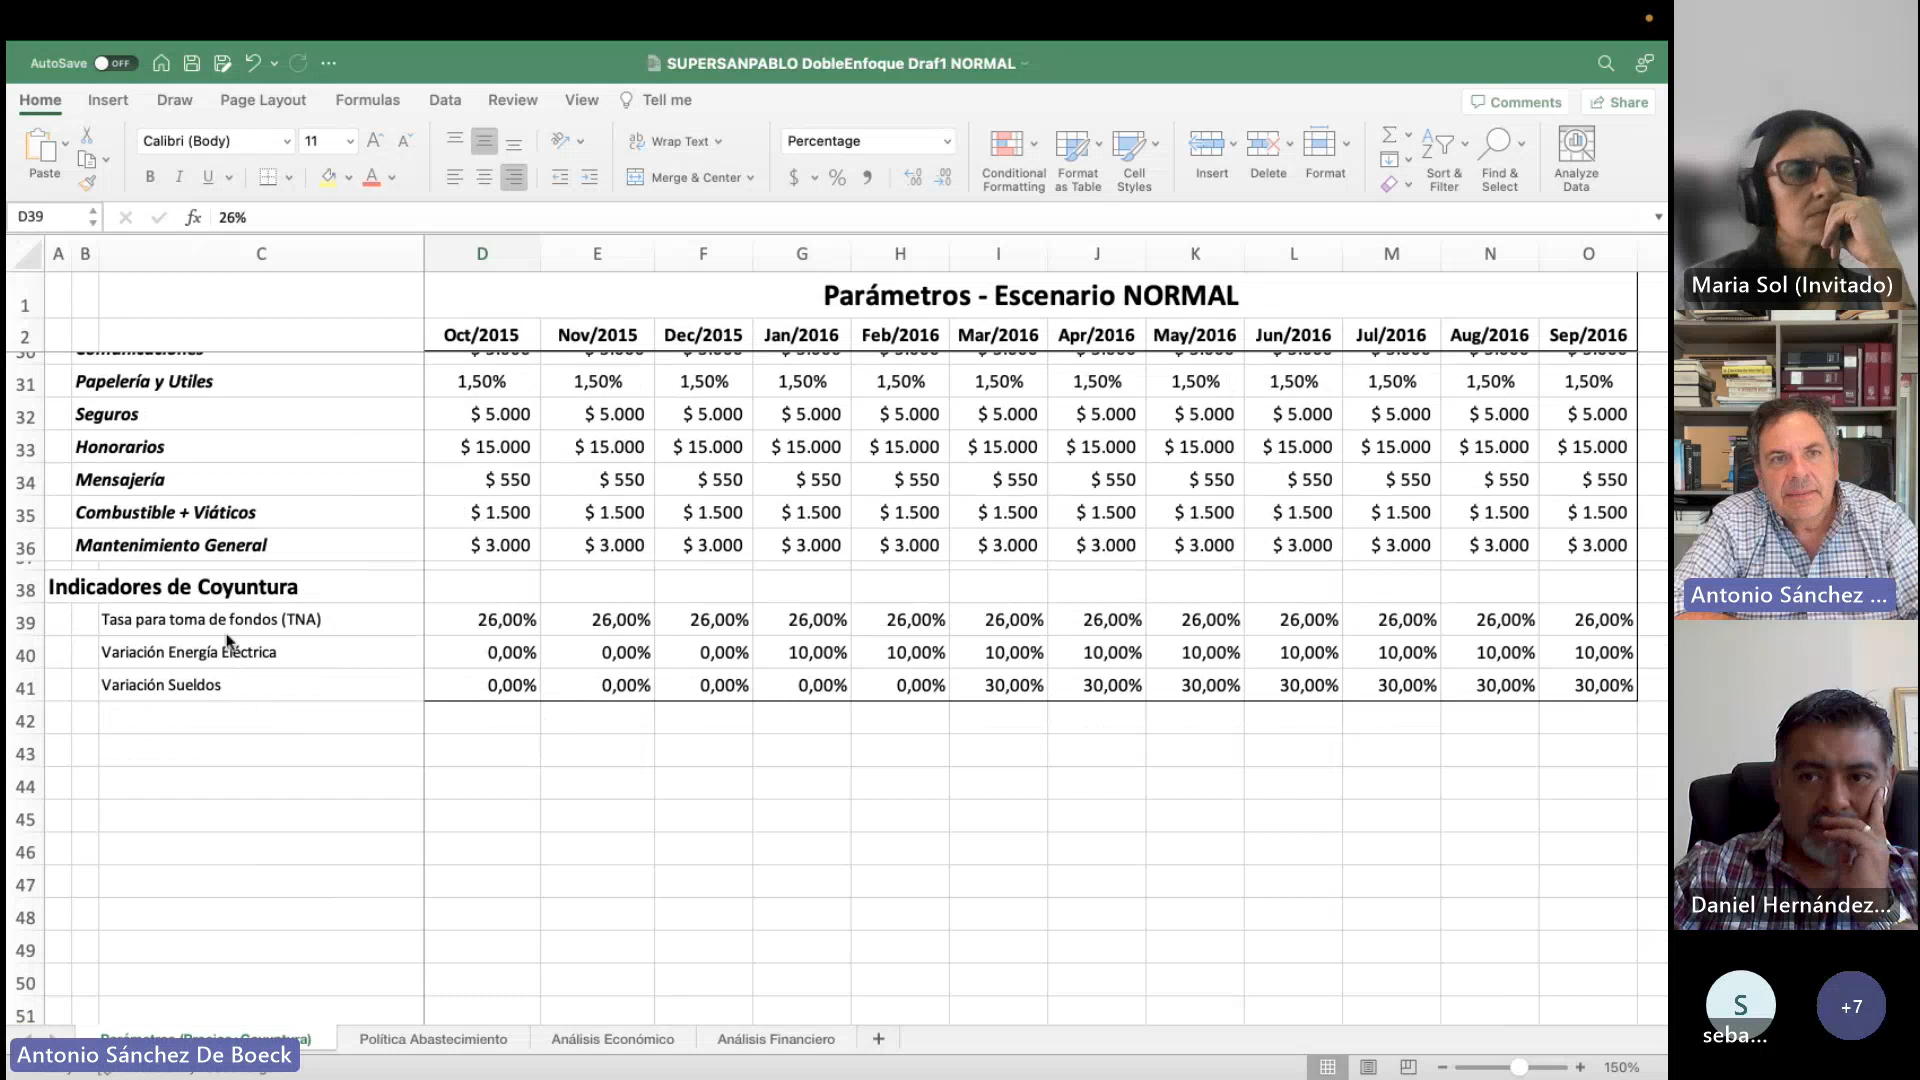 AutoSave OFF SUPERSANPABLO DobleEnfoque Draf1 NORMAL
Home Insert Draw Page Layout Formulas Data Review View Tell me Comments Share
Paste Calibri (Body) 11 Wrap Text Merge & Center Percentage Conditional Formatting Format as Table Cell Styles Insert Delete Format Sort & Filter Find & Select Analyze Data
D39 fx 26%
A B C D E F G H I J K L M N O
1 Parámetros - Escenario NORMAL
2 Oct/2015 Nov/2015 Dec/2015 Jan/2016 Feb/2016 Mar/2016 Apr/2016 May/2016 Jun/2016 Jul/2016 Aug/2016 Sep/2016
31 Papelería y Utiles 1,50% 1,50% 1,50% 1,50% 1,50% 1,50% 1,50% 1,50% 1,50% 1,50% 1,50% 1,50%
32 Seguros $ 5.000 $ 5.000 $ 5.000 $ 5.000 $ 5.000 $ 5.000 $ 5.000 $ 5.000 $ 5.000 $ 5.000 $ 5.000 $ 5.000
33 Honorarios $ 15.000 $ 15.000 $ 15.000 $ 15.000 $ 15.000 $ 15.000 $ 15.000 $ 15.000 $ 15.000 $ 15.000 $ 15.000 $ 15.000
34 Mensajería $ 550 $ 550 $ 550 $ 550 $ 550 $ 550 $ 550 $ 550 $ 550 $ 550 $ 550 $ 550
35 Combustible + Viáticos $ 1.500 $ 1.500 $ 1.500 $ 1.500 $ 1.500 $ 1.500 $ 1.500 $ 1.500 $ 1.500 $ 1.500 $ 1.500 $ 1.500
36 Mantenimiento General $ 3.000 $ 3.000 $ 3.000 $ 3.000 $ 3.000 $ 3.000 $ 3.000 $ 3.000 $ 3.000 $ 3.000 $ 3.000 $ 3.000
38 Indicadores de Coyuntura
39 Tasa para toma de fondos (TNA) 26,00% 26,00% 26,00% 26,00% 26,00% 26,00% 26,00% 26,00% 26,00% 26,00% 26,00% 26,00%
40 Variación Energía Eléctrica 0,00% 0,00% 0,00% 10,00% 10,00% 10,00% 10,00% 10,00% 10,00% 10,00% 10,00% 10,00%
41 Variación Sueldos 0,00% 0,00% 0,00% 0,00% 0,00% 30,00% 30,00% 30,00% 30,00% 30,00% 30,00% 30,00%
42
43
44
45
46
47
48
49
50
51
Política Abastecimiento Análisis Económico Análisis Financiero +
Antonio Sánchez De Boeck
150%
Maria Sol (Invitado)
Antonio Sánchez ...
Daniel Hernández...
S
seba...
+7